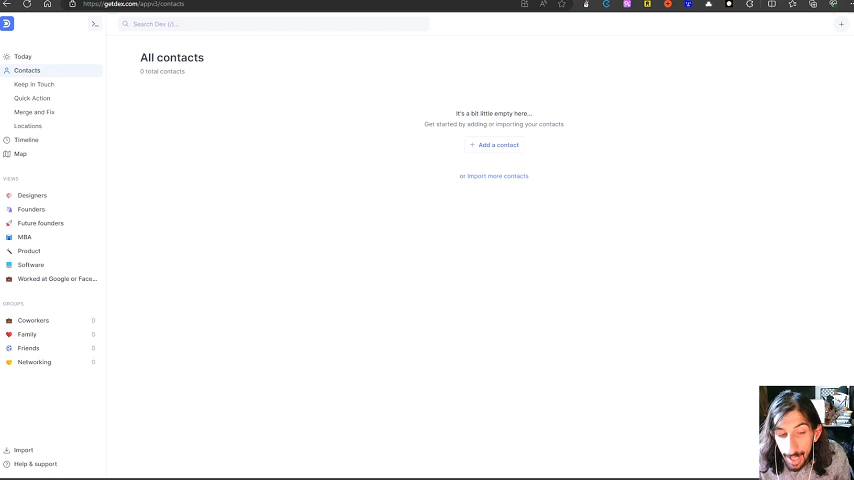 https://getdex.com/appv3/contacts
Search Dex (/)...
Today
Contacts
Keep in Touch
Quick Action
Merge and Fix
Locations
Timeline
Map
VIEWS
Designers
Founders
Future founders
MBA
Product
Software
Worked at Google or Face...
GROUPS
Coworkers 0
Family 0
Friends 0
Networking 0
Import
Help & support
All contacts
0 total contacts
It's a bit little empty here...
Get started by adding or importing your contacts
+ Add a contact
or Import more contacts.